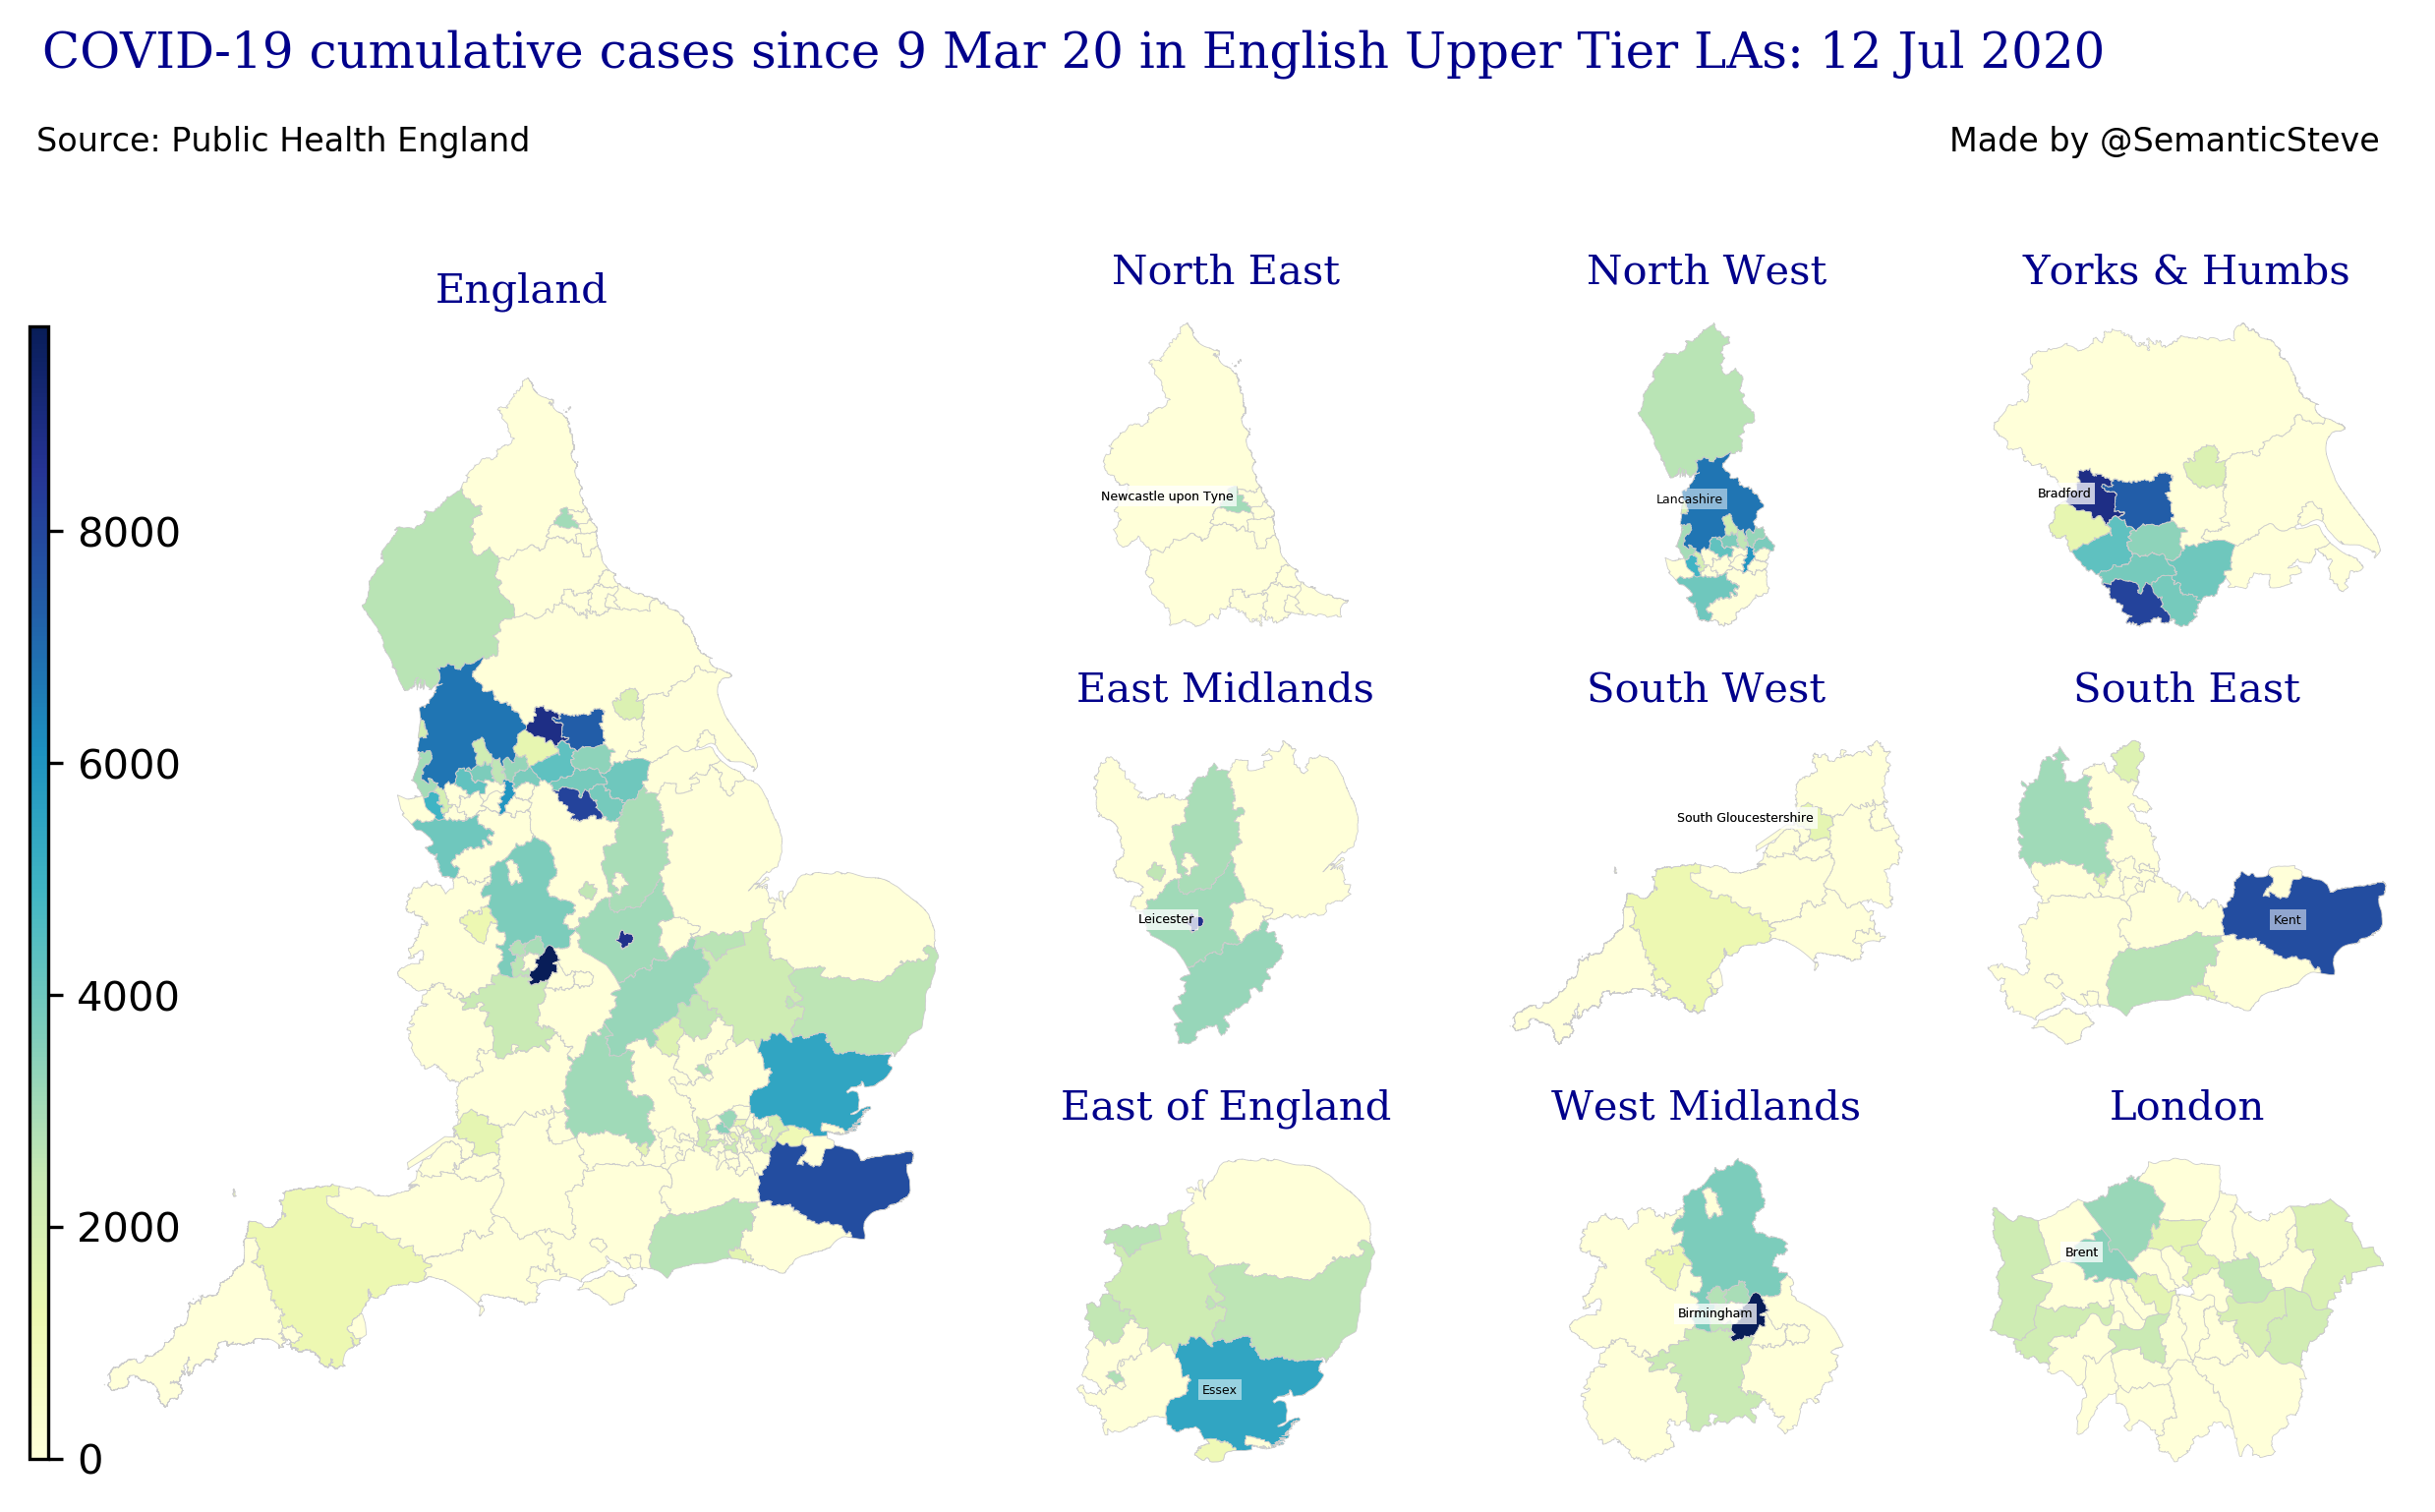 COVID-19 cumulative cases since 9 Mar 20 in English Upper Tier LAs: 12 Jul 2020
Source: Public Health England
Made by @SemanticSteve
England
8000
6000
4000
2000
0
North East
Newcastle upon Tyne
North West
Lancashire
Yorks & Humbs
Bradford
East Midlands
Leicester
South West
South Gloucestershire
South East
Kent
East of England
Essex
West Midlands
Birmingham
London
Brent